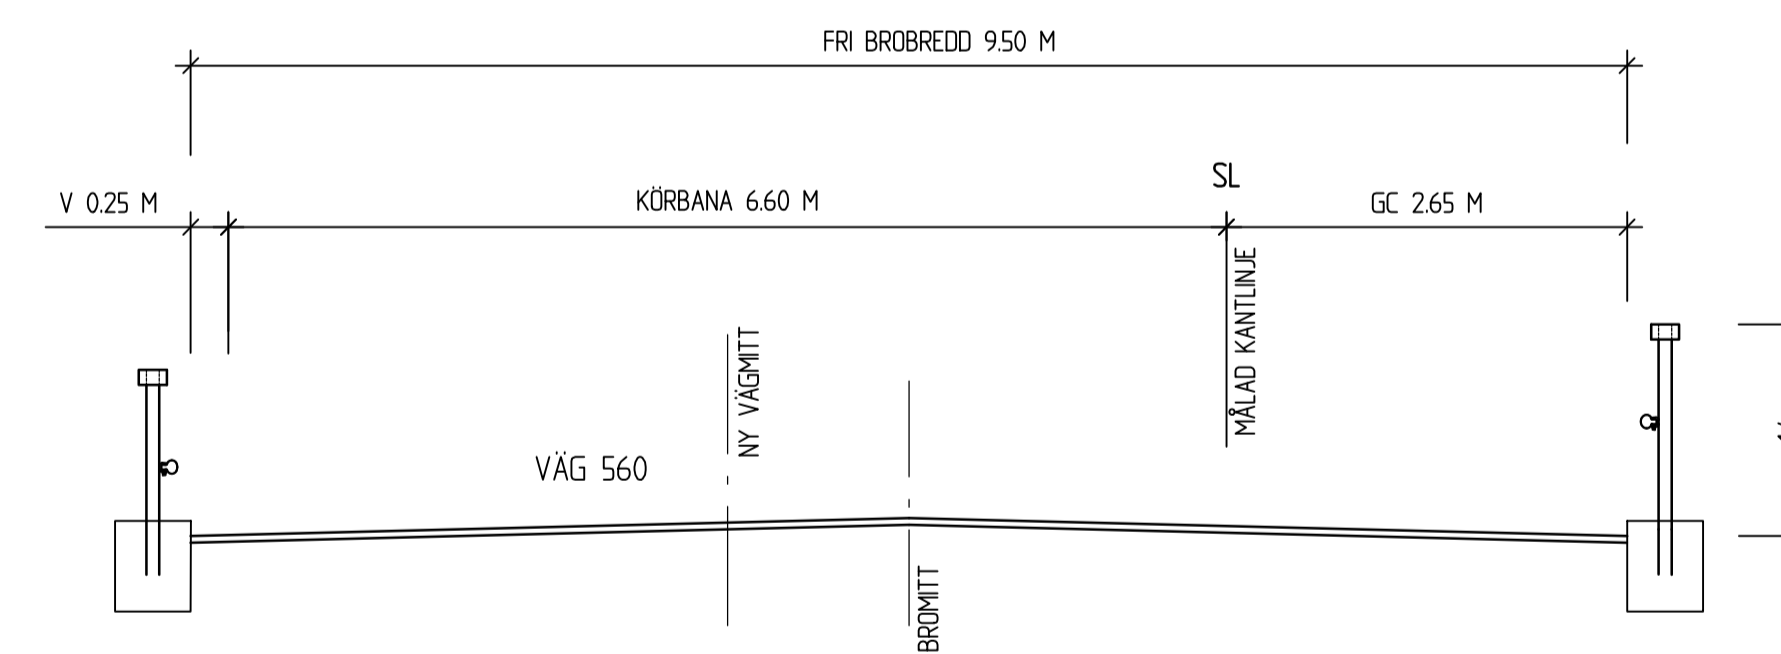 FRI BROBREDD 9.50 M
SL
V 0.25 M
KÖRBANA 6.60 M
GC 2.65 M
MÅLAD KANTLINJE
NY VÄGMITT
VÄG 560
BROMITT